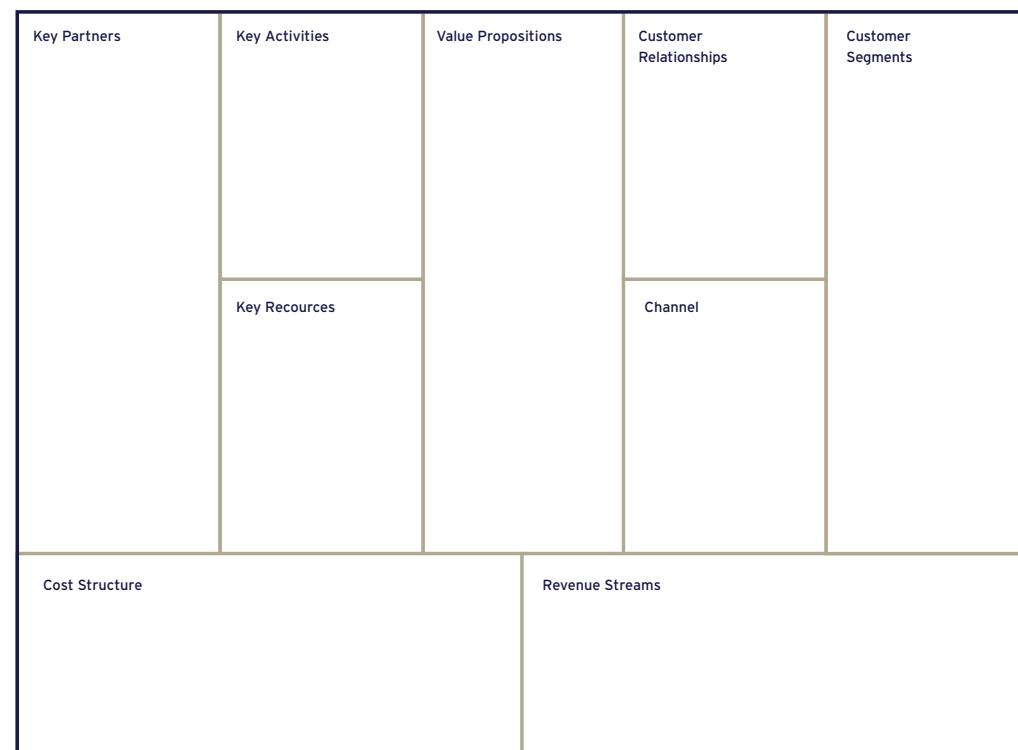 Key Partners
Key Activities
Value Propositions
Customer
Relationships
Customer
Segments
Key Recources
Channel
Cost Structure
Revenue Streams